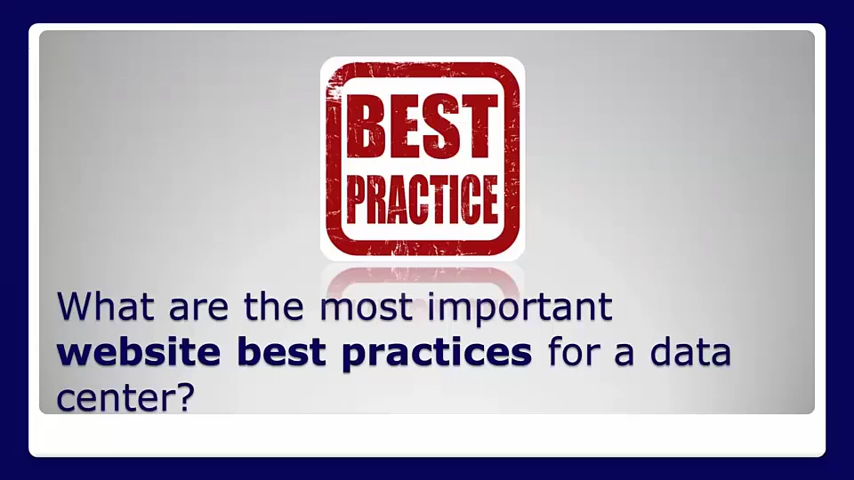 BEST
PRACTICE
What are the most important
website best practices for a data
center?